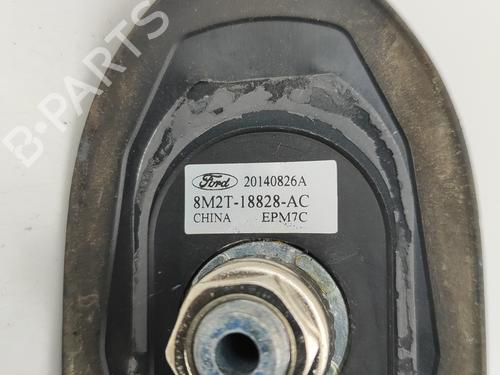 B-PARTS
Ford 20140826A
8M2T-18828-AC
CHINA EPM7C